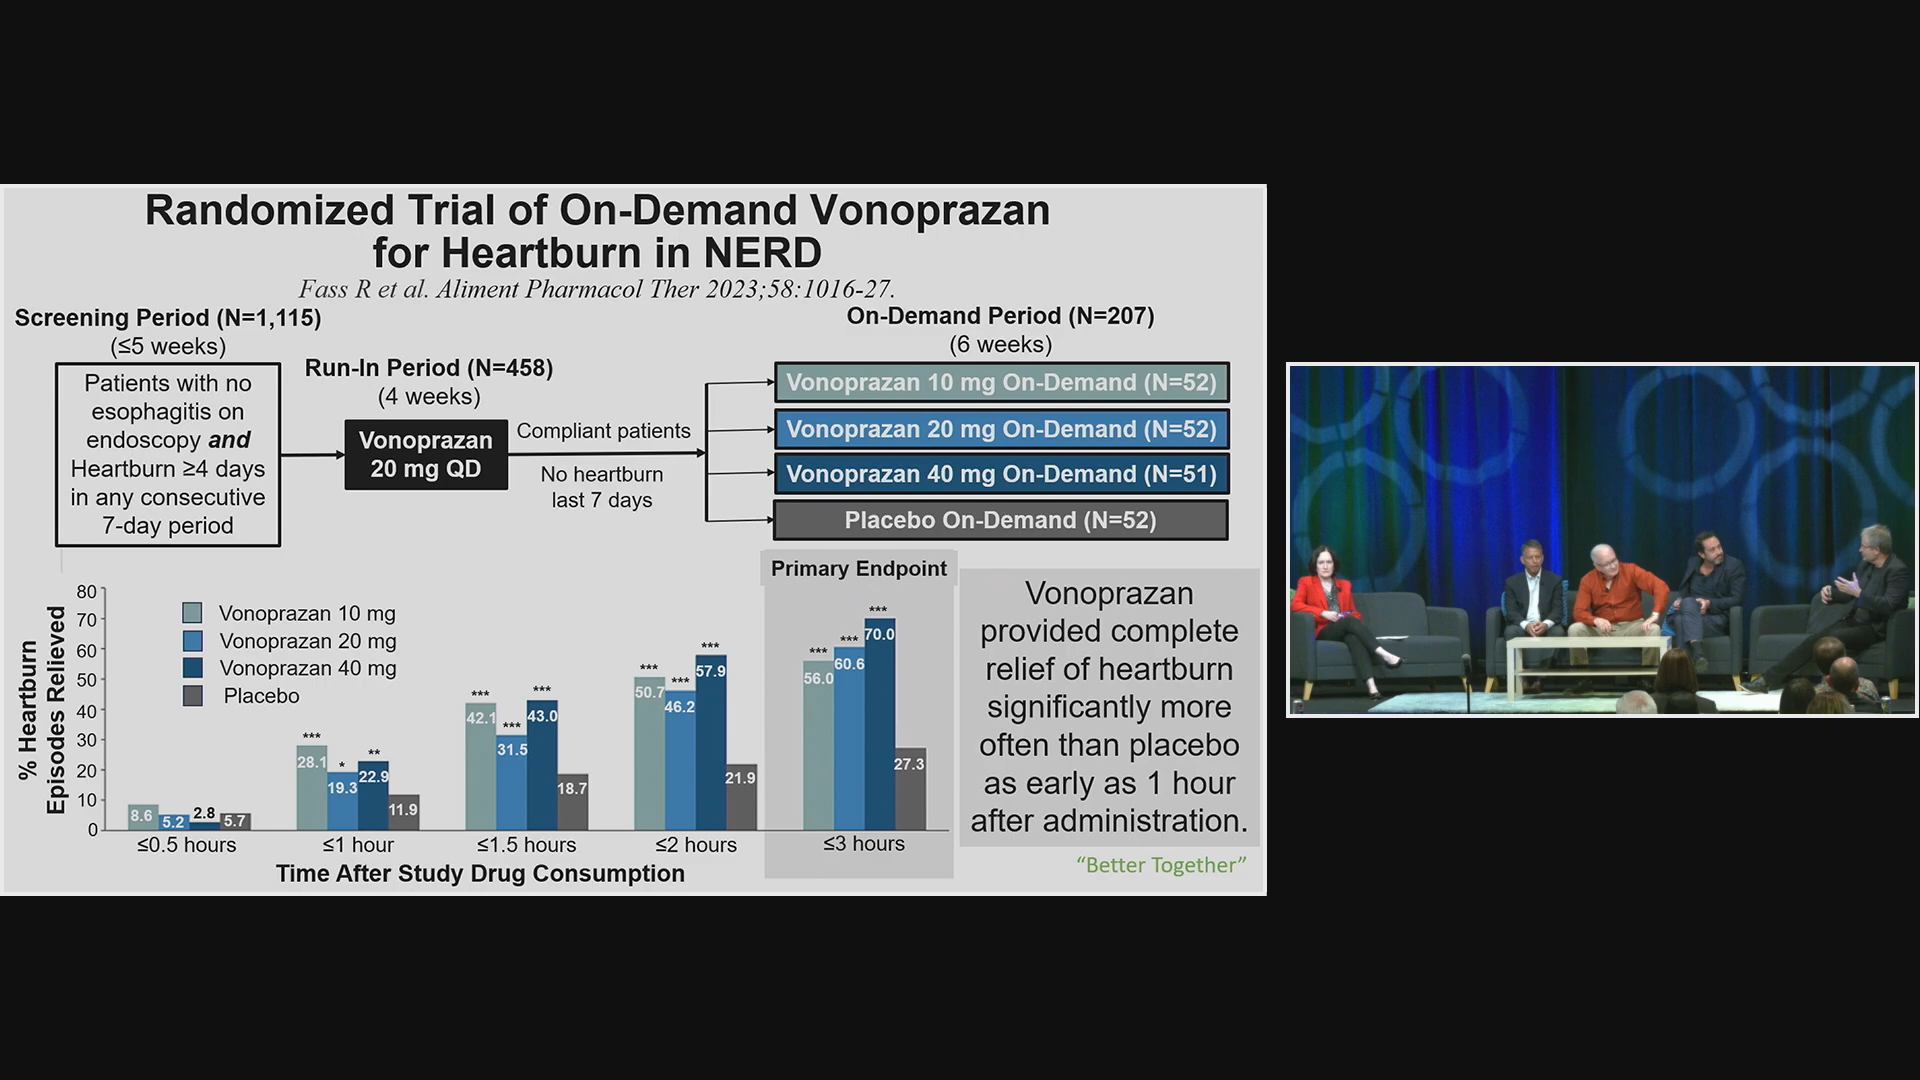 Randomized Trial of On-Demand Vonoprazan
for Heartburn in NERD
Fass R et al. Aliment Pharmacol Ther 2023;58:1016-27.
Screening Period (N=1,115)
(≤5 weeks)
Patients with no
esophagitis on
endoscopy and
Heartburn ≥4 days
in any consecutive
7-day period
Run-In Period (N=458)
(4 weeks)
Vonoprazan
20 mg QD
Compliant patients
No heartburn
last 7 days
On-Demand Period (N=207)
(6 weeks)
Vonoprazan 10 mg On-Demand (N=52)
Vonoprazan 20 mg On-Demand (N=52)
Vonoprazan 40 mg On-Demand (N=51)
Placebo On-Demand (N=52)
% Heartburn
Episodes Relieved
80
70
60
50
40
30
20
10
0
Vonoprazan 10 mg
Vonoprazan 20 mg
Vonoprazan 40 mg
Placebo
8.6
5.2
2.8
5.7
***
28.1
*
19.3
**
22.9
11.9
***
42.1
***
31.5
***
43.0
18.7
***
50.7
***
46.2
***
57.9
21.9
Primary Endpoint
***
56.0
***
60.6
***
70.0
27.3
≤0.5 hours
≤1 hour
≤1.5 hours
≤2 hours
≤3 hours
Time After Study Drug Consumption
Vonoprazan
provided complete
relief of heartburn
significantly more
often than placebo
as early as 1 hour
after administration.
“Better Together”